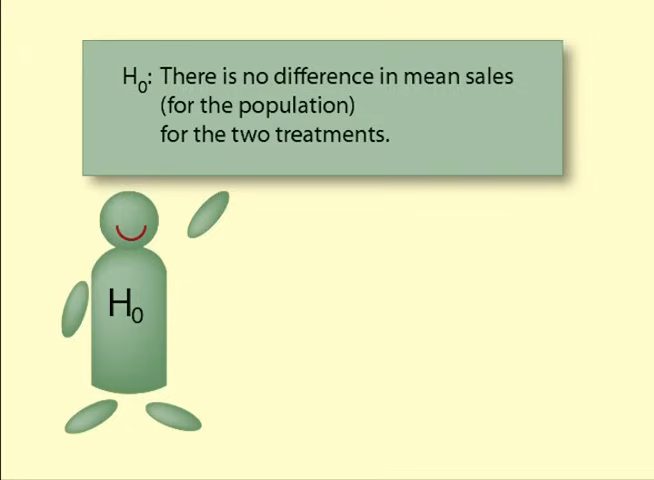 H₀: There is no difference in mean sales
(for the population)
for the two treatments.
H₀